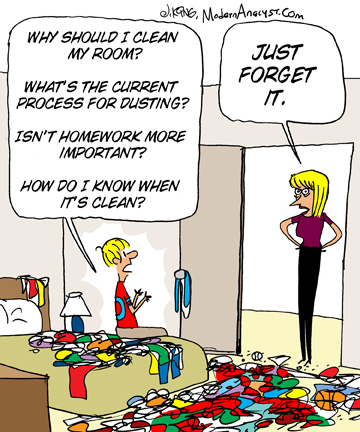 J.KING, ModernAnalyst.Com
WHY SHOULD I CLEAN
MY ROOM?
WHAT'S THE CURRENT
PROCESS FOR DUSTING?
ISN'T HOMEWORK MORE
IMPORTANT?
HOW DO I KNOW WHEN
IT'S CLEAN?
JUST
FORGET
IT.